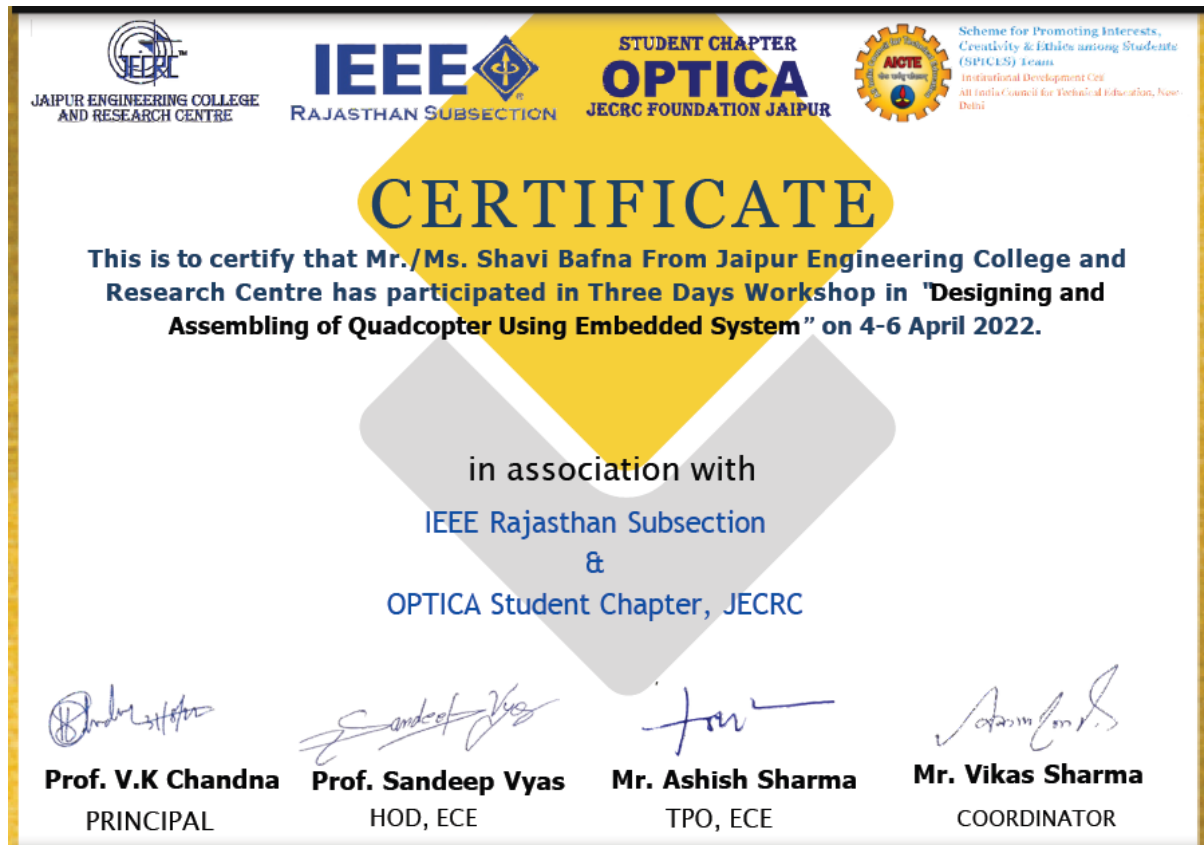 JECRC
TM
JAIPUR ENGINEERING COLLEGE
AND RESEARCH CENTRE
IEEE
RAJASTHAN SUBSECTION
STUDENT CHAPTER
OPTICA
JECRC FOUNDATION JAIPUR
AICTE
Scheme for Promoting Interests,
Creativity & Ethics among Students
(SPICES) Team
Institutional Development Cell
All India Council for Technical Education, New-
Delhi
CERTIFICATE
This is to certify that Mr./Ms. Shavi Bafna From Jaipur Engineering College and
Research Centre has participated in Three Days Workshop in "Designing and
Assembling of Quadcopter Using Embedded System” on 4-6 April 2022.
in association with
IEEE Rajasthan Subsection
&
OPTICA Student Chapter, JECRC
Sandeep Vyas
Prof. V.K Chandna
PRINCIPAL
Prof. Sandeep Vyas
HOD, ECE
Mr. Ashish Sharma
TPO, ECE
Mr. Vikas Sharma
COORDINATOR